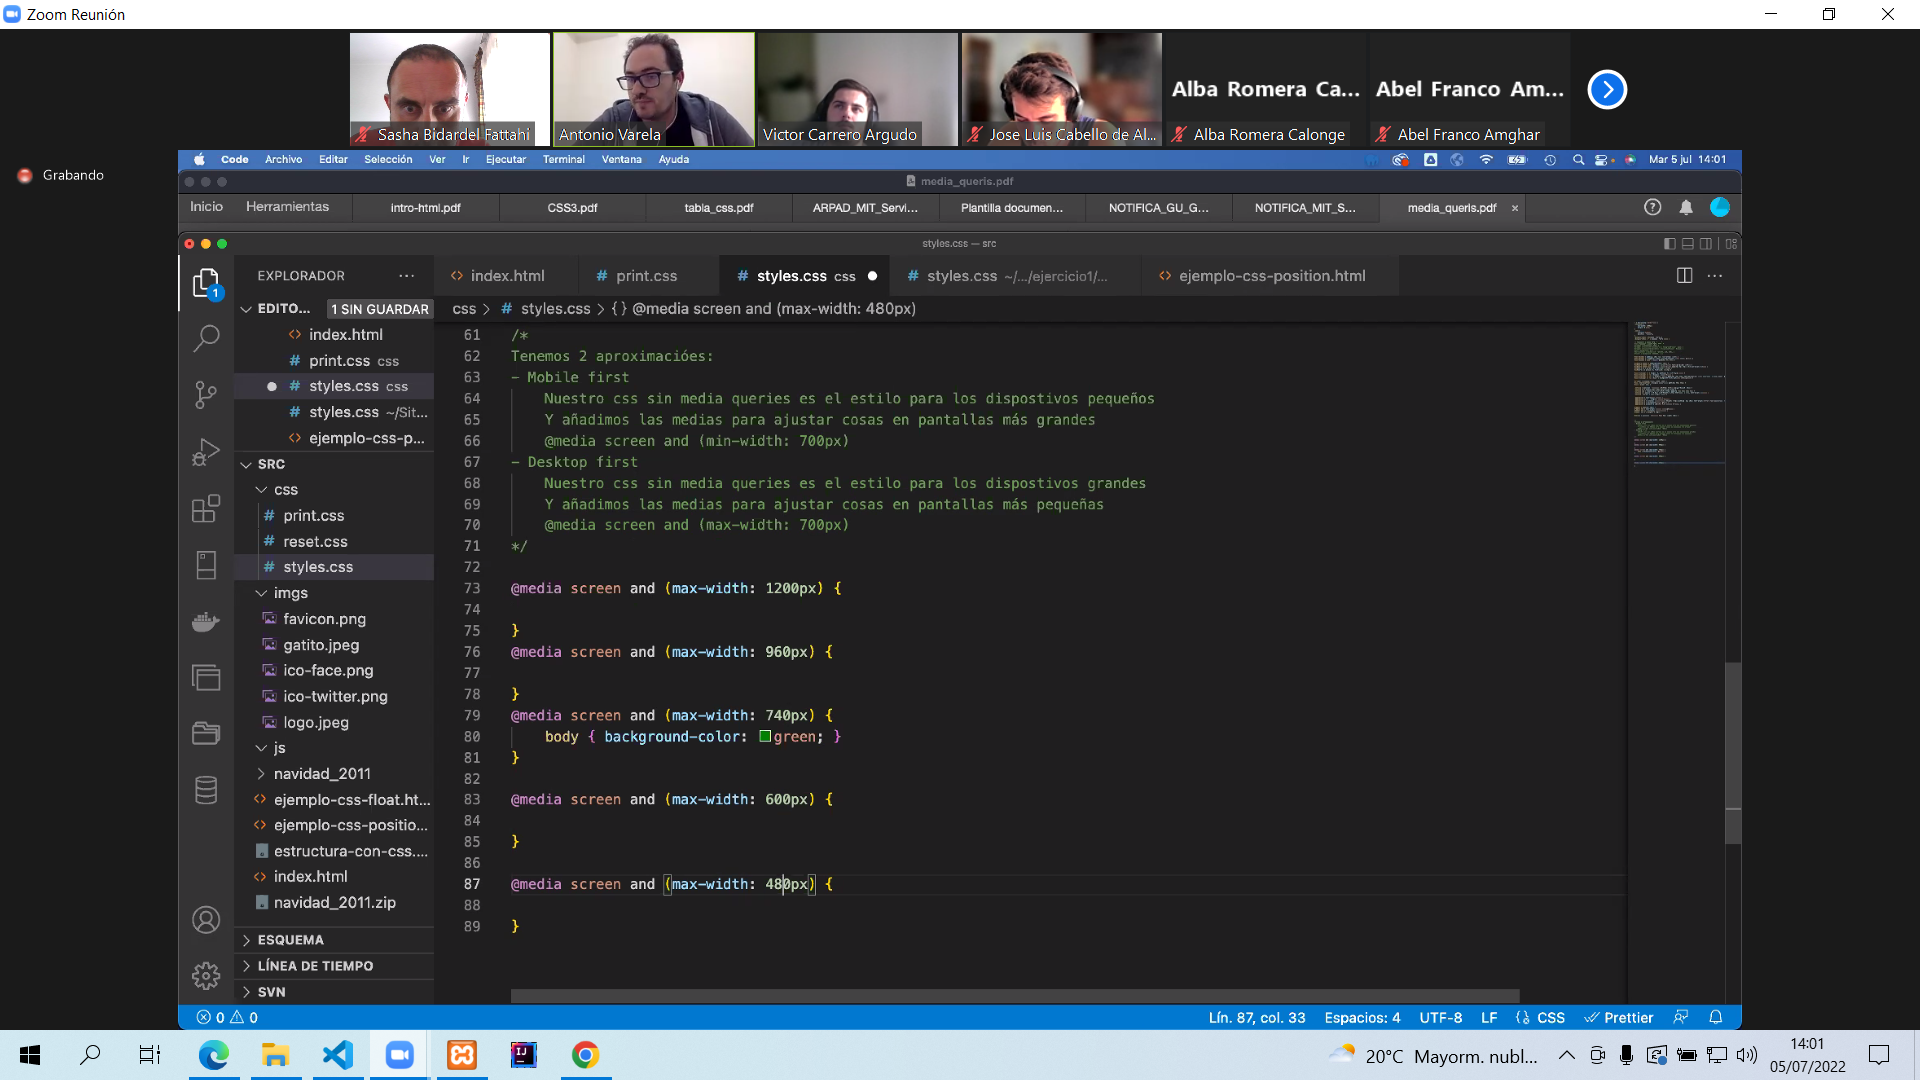 Zoom Reunión
Alba Romera Ca...
Abel Franco Am...
Sasha Bidardel Fattahi
Antonio Varela
Victor Carrero Argudo
Jose Luis Cabello de Al...
Alba Romera Calonge
Abel Franco Amghar
Grabando
Code Archivo Editar Selección Ver Ir Ejecutar Terminal Ventana Ayuda
Mar 5 jul 14:01
media_queris.pdf
Inicio Herramientas intro-html.pdf CSS3.pdf tabla_css.pdf ARPAD_MIT_Servi... Plantilla documen... NOTIFICA_GU_G... NOTIFICA_MIT_S... media_queris.pdf ×
styles.css — src
EXPLORADOR ...
index.html print.css styles.css css styles.css ~/.../ejercicio1/... ejemplo-css-position.html
css > # styles.css > {} @media screen and (max-width: 480px)
EDITO... 1 SIN GUARDAR
index.html
print.css css
styles.css css
styles.css ~/Sit...
ejemplo-css-p...
SRC
css
print.css
reset.css
styles.css
imgs
favicon.png
gatito.jpeg
ico-face.png
ico-twitter.png
logo.jpeg
js
navidad_2011
ejemplo-css-float.ht...
ejemplo-css-positio...
estructura-con-css....
index.html
navidad_2011.zip
ESQUEMA
LÍNEA DE TIEMPO
SVN
1
61 /*
62 Tenemos 2 aproximacióes:
63 - Mobile first
64 Nuestro css sin media queries es el estilo para los dispostivos pequeños
65 Y añadimos las medias para ajustar cosas en pantallas más grandes
66 @media screen and (min-width: 700px)
67 - Desktop first
68 Nuestro css sin media queries es el estilo para los dispostivos grandes
69 Y añadimos las medias para ajustar cosas en pantallas más pequeñas
70 @media screen and (max-width: 700px)
71 */
72
73 @media screen and (max-width: 1200px) {
74
75 }
76 @media screen and (max-width: 960px) {
77
78 }
79 @media screen and (max-width: 740px) {
80 body { background-color: green; }
81 }
82
83 @media screen and (max-width: 600px) {
84
85 }
86
87 @media screen and (max-width: 480px) {
88
89 }
0 0
Lín. 87, col. 33 Espacios: 4 UTF-8 LF {} CSS Prettier
20°C Mayorm. nubl...
14:01
05/07/2022